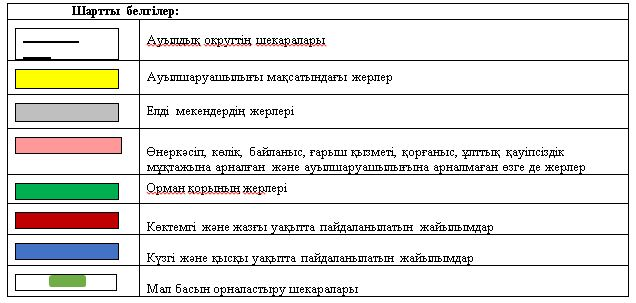 Шартты белгілер:
Ауылдық округтің шекаралары
Ауылшаруашылығы мақсатындағы жерлер
Елді мекендердің жерлері
Өнеркәсіп, көлік, байланыс, ғарыш қызметі, қорғаныс, ұлттық қауіпсіздік
мұқтажына арналған және ауылшаруашылығына арналмаған өзге де жерлер
Орман қорының жерлері
Көктемгі және жазғы уақытта пайдаланылатын жайылымдар
Күзгі және қысқы уақытта пайдаланылатын жайылымдар
Мал басын орналастыру шекаралары